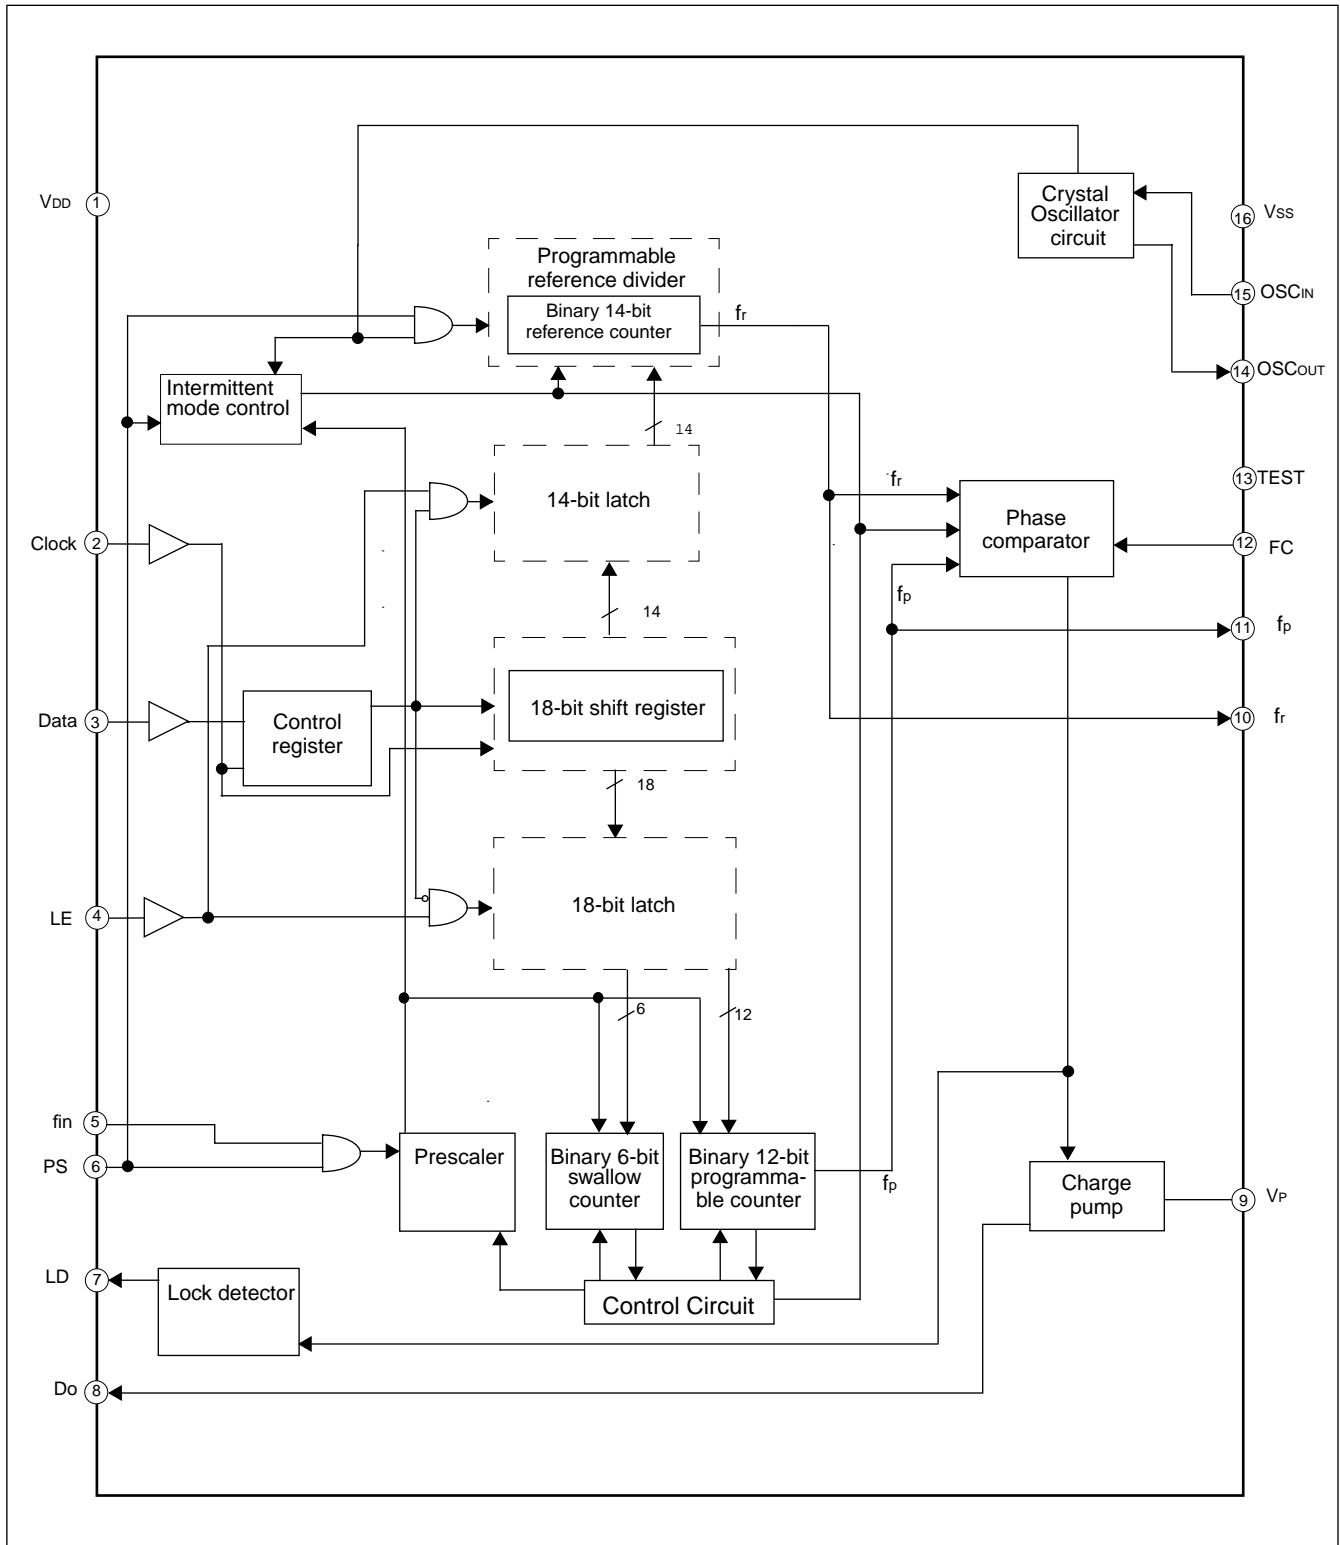 VDD
1
Crystal
Oscillator
circuit
16
VSS
Programmable
reference divider
Binary 14-bit
reference counter
fr
15
OSCIN
14
OSCOUT
Intermittent
mode control
14
14-bit latch
fr
Phase
comparator
13
TEST
Clock
2
12
FC
fp
14
11
fp
Data
3
Control
register
18-bit shift register
10
fr
18
LE
4
18-bit latch
6
12
fin
5
PS
6
Prescaler
Binary 6-bit
swallow
counter
Binary 12-bit
programma-
ble counter
fp
Charge
pump
9
VP
LD
7
Lock detector
Control Circuit
Do
8